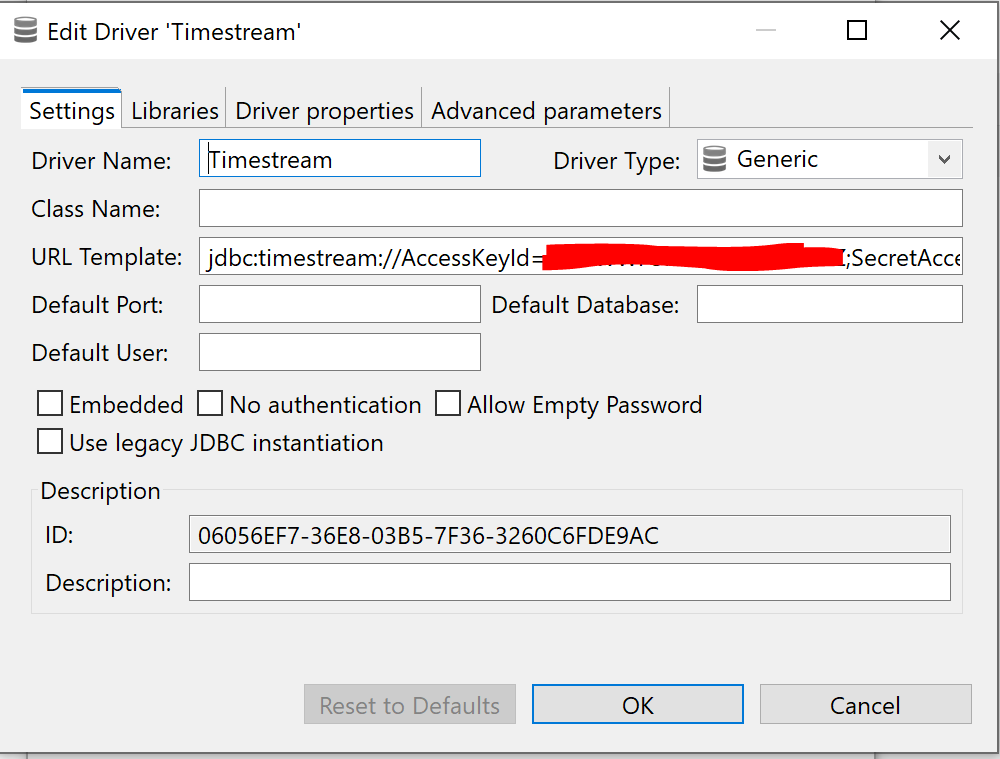 Edit Driver 'Timestream'
Settings Libraries Driver properties Advanced parameters
Driver Name: Timestream Driver Type: Generic
Class Name:
URL Template: jdbc:timestream://AccessKeyId= ;SecretAcce
Default Port: Default Database:
Default User:
Embedded No authentication Allow Empty Password
Use legacy JDBC instantiation
Description
ID: 06056EF7-36E8-03B5-7F36-3260C6FDE9AC
Description:
Reset to Defaults OK Cancel